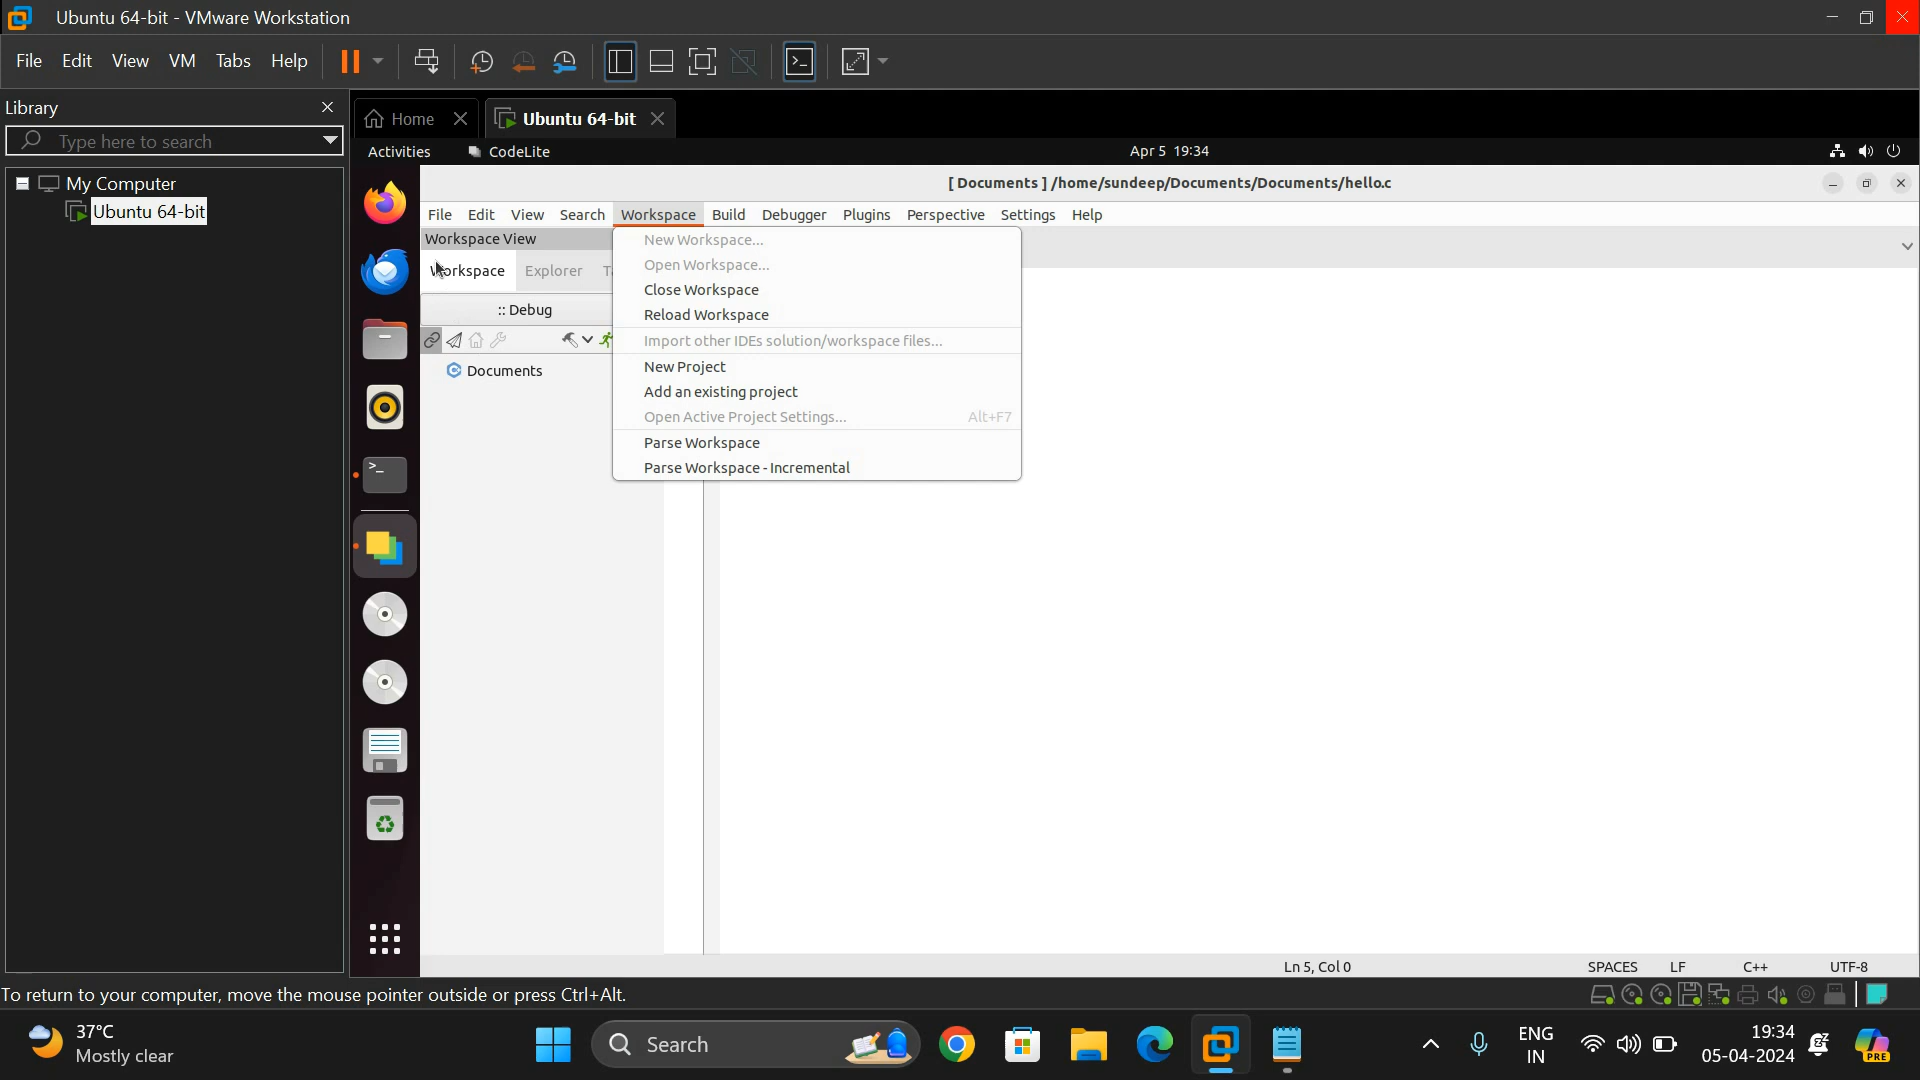 Ubuntu 64-bit - VMware Workstation
File Edit View VM Tabs Help
Library
Type here to search
My Computer
Ubuntu 64-bit
Home
Ubuntu 64-bit
Activities
CodeLite
Apr 5 19:34
[ Documents ] /home/sundeep/Documents/Documents/hello.c
File Edit View Search Workspace Build Debugger Plugins Perspective Settings Help
Workspace View
Workspace Explorer
:: Debug
Documents
New Workspace...
Open Workspace...
Close Workspace
Reload Workspace
Import other IDEs solution/workspace files...
New Project
Add an existing project
Open Active Project Settings... Alt+F7
Parse Workspace
Parse Workspace - Incremental
Ln 5, Col 0
SPACES
LF
C++
UTF-8
To return to your computer, move the mouse pointer outside or press Ctrl+Alt.
37°C
Mostly clear
Search
ENG
IN
19:34
05-04-2024
PRE